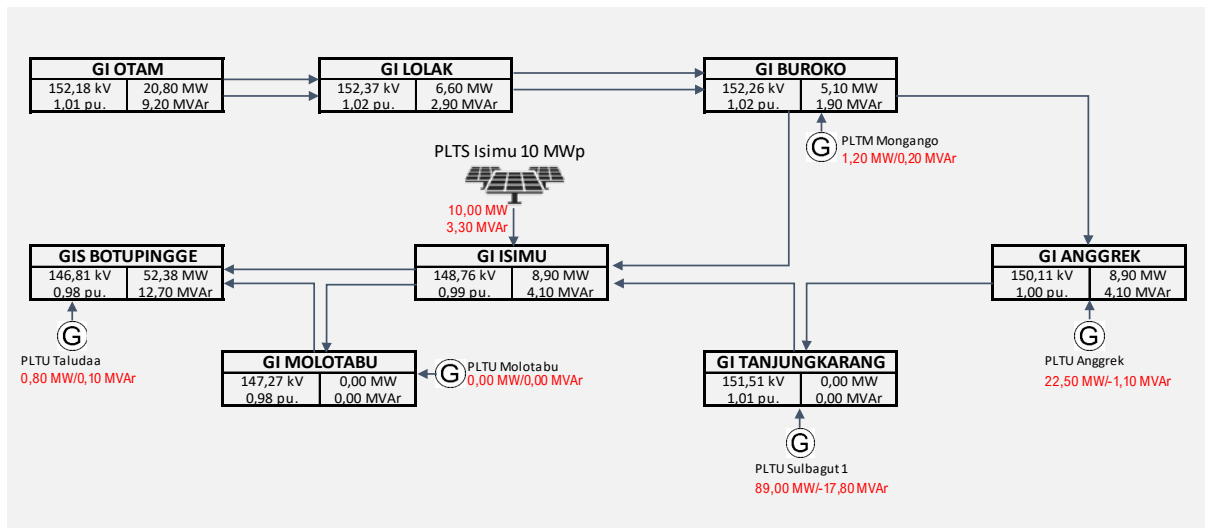 GI OTAM
152,18 kV 20,80 MW
1,01 pu. 9,20 MVAr
GI LOLAK
152,37 kV 6,60 MW
1,02 pu. 2,90 MVAr
GI BUROKO
152,26 kV 5,10 MW
1,02 pu. 1,90 MVAr
G
PLTM Mongango
1,20 MW/0,20 MVAr
PLTS Isimu 10 MWp
10,00 MW
3,30 MVAr
GIS BOTUPINGGE
146,81 kV 52,38 MW
0,98 pu. 12,70 MVAr
GI ISIMU
148,76 kV 8,90 MW
0,99 pu. 4,10 MVAr
GI ANGGREK
150,11 kV 8,90 MW
1,00 pu. 4,10 MVAr
G
PLTU Taludaa
0,80 MW/0,10 MVAr
GI MOLOTABU
147,27 kV 0,00 MW
0,98 pu. 0,00 MVAr
G
PLTU Molotabu
0,00 MW/0,00 MVAr
GI TANJUNGKARANG
151,51 kV 0,00 MW
1,01 pu. 0,00 MVAr
G
PLTU Anggrek
22,50 MW/-1,10 MVAr
G
PLTU Sulbagut 1
89,00 MW/-17,80 MVAr